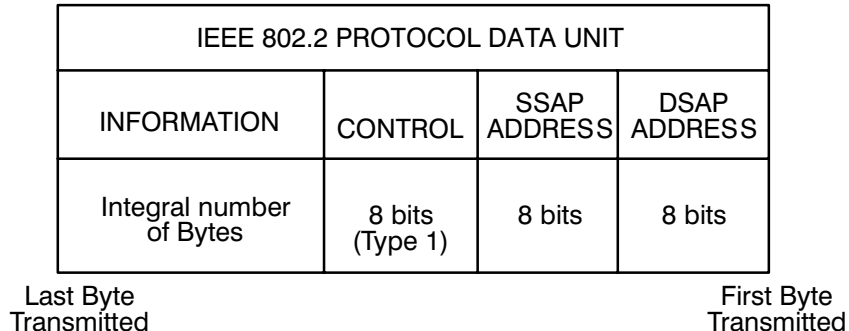 IEEE 802.2 PROTOCOL DATA UNIT
INFORMATION
CONTROL
SSAP
ADDRESS
DSAP
ADDRESS
Integral number
of Bytes
8 bits
(Type 1)
8 bits
8 bits
Last Byte
Transmitted
First Byte
Transmitted